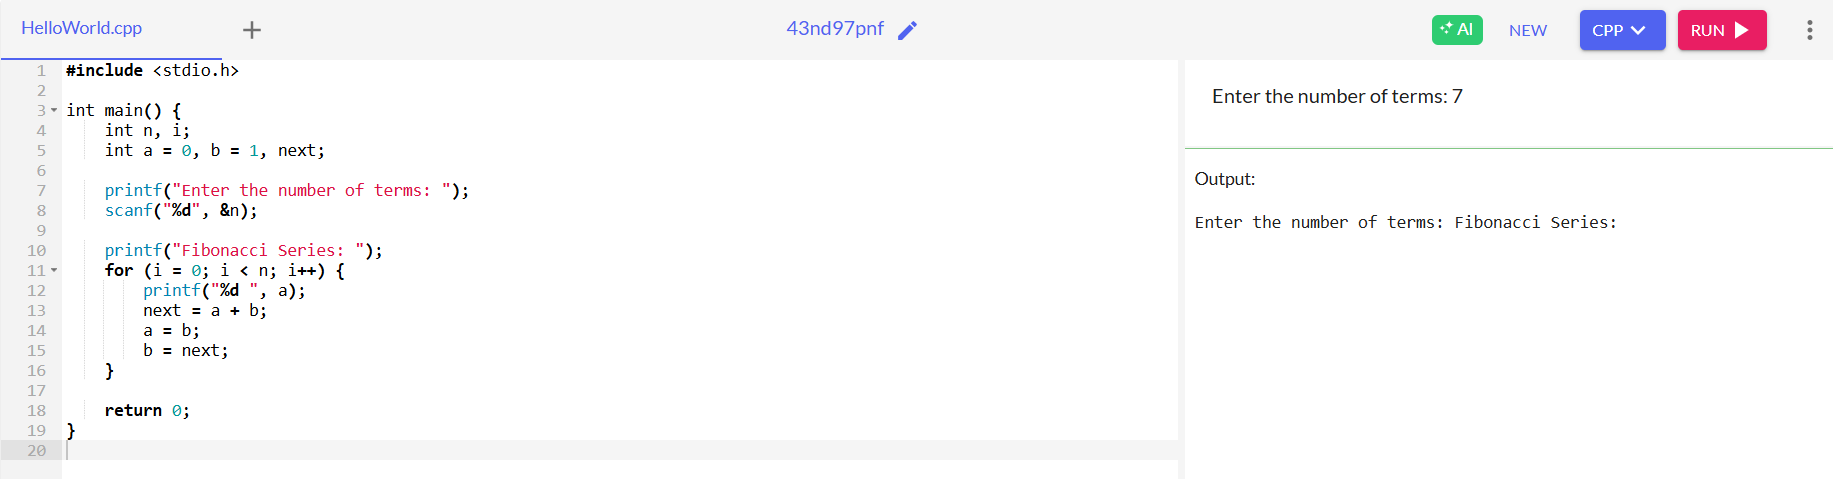 HelloWorld.cpp + 43nd97pnf AI NEW CPP RUN
1 #include <stdio.h>
2
3 int main() {
4     int n, i;
5     int a = 0, b = 1, next;
6
7     printf("Enter the number of terms: ");
8     scanf("%d", &n);
9
10     printf("Fibonacci Series: ");
11     for (i = 0; i < n; i++) {
12         printf("%d ", a);
13         next = a + b;
14         a = b;
15         b = next;
16     }
17
18     return 0;
19 }
20
Enter the number of terms: 7
Output:
Enter the number of terms: Fibonacci Series: